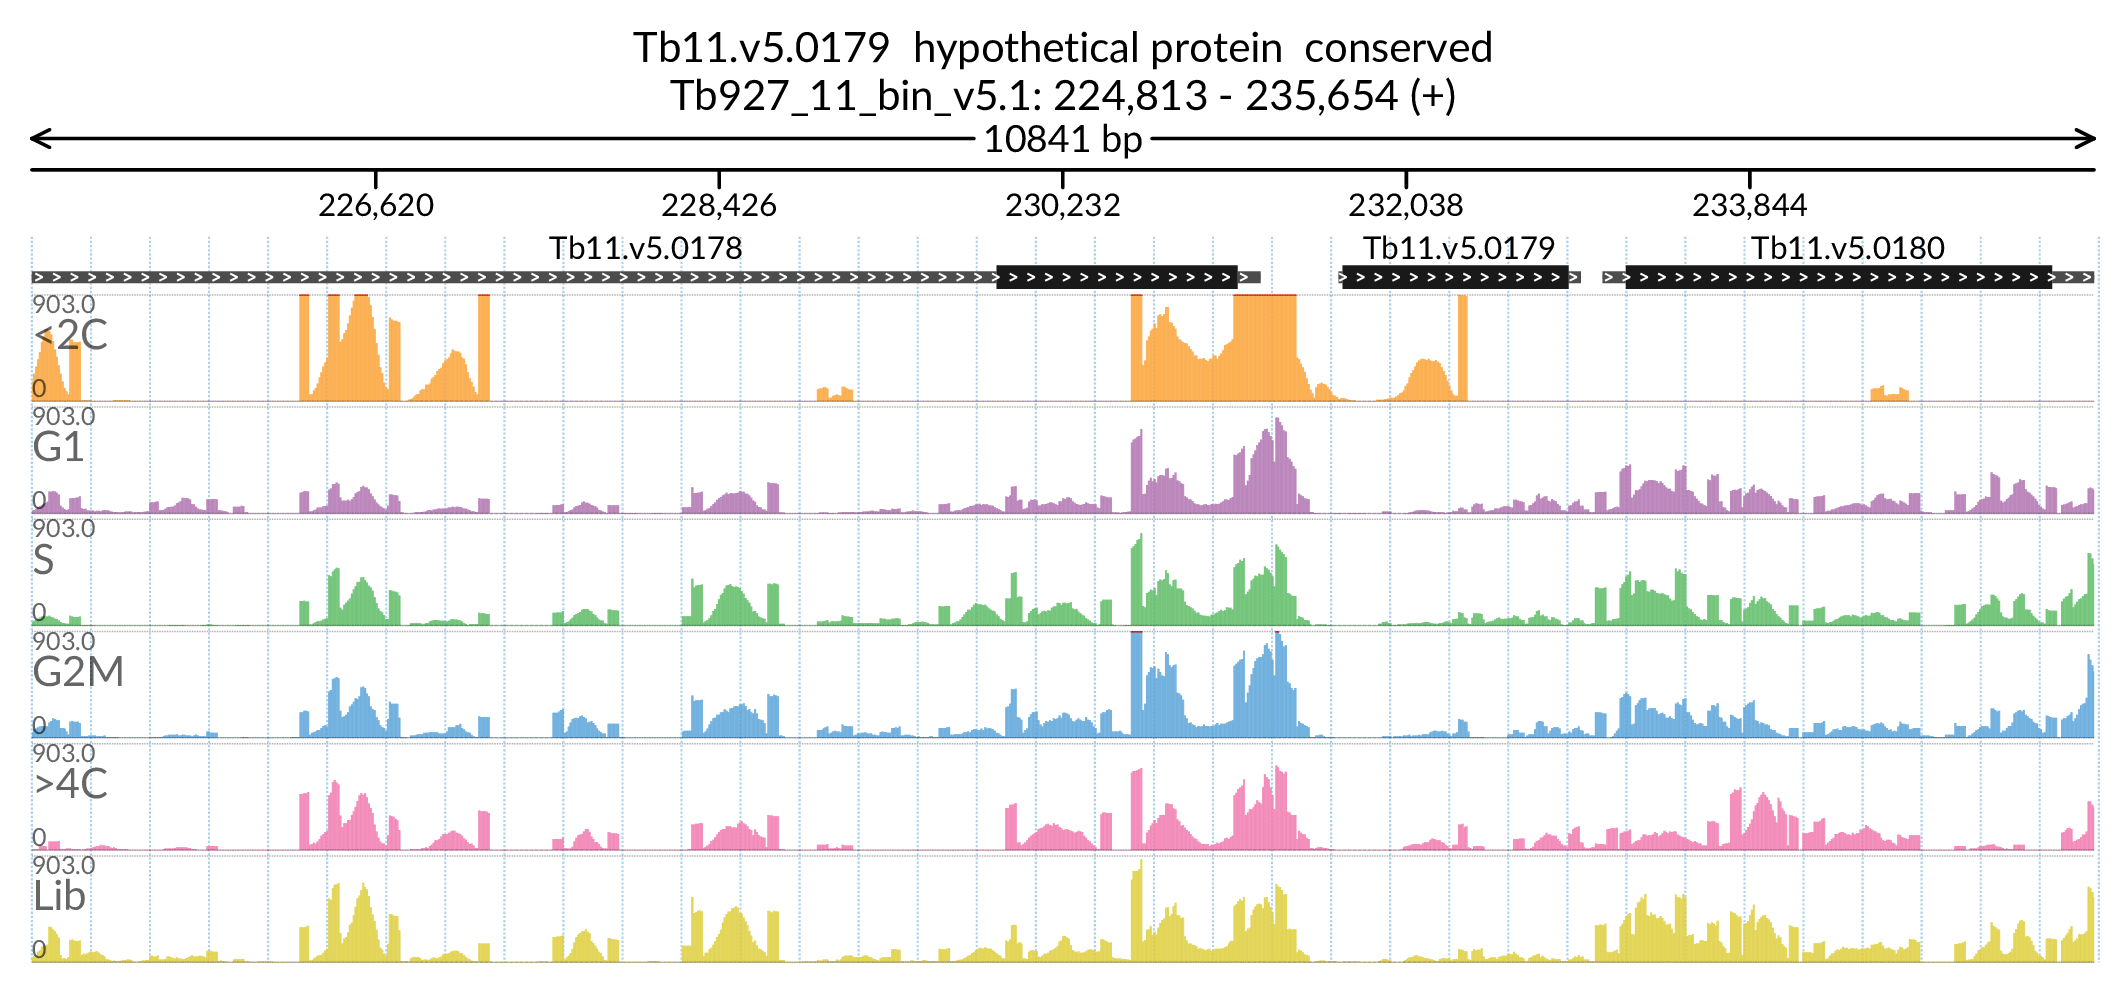 Tb11.v5.0179  hypothetical protein  conserved
Tb927_11_bin_v5.1: 224,813 - 235,654 (+)
10841 bp
226,620 228,426 230,232 232,038 233,844
Tb11.v5.0178 Tb11.v5.0179 Tb11.v5.0180
903.0
<2C
0
903.0
G1
0
903.0
S
0
903.0
G2M
0
903.0
>4C
0
903.0
Lib
0